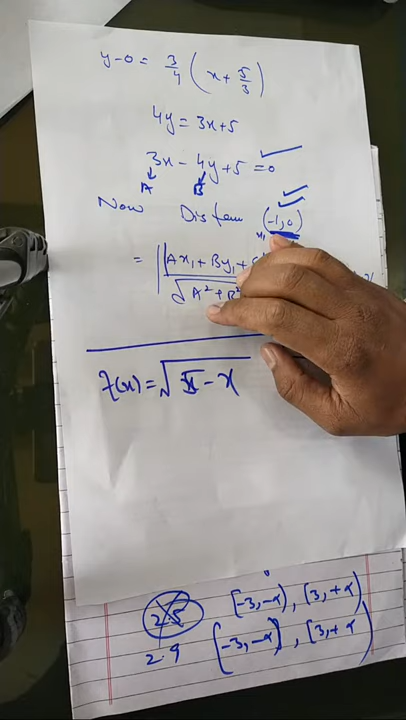 y-0 = 3/4 (x + 5/3)
4y = 3x+5
3x - 4y+5 =0
A B
Now Dis from (-1,0)
x1
= |Ax1 + By1 +
√A² + B²
f(x) = √ - x
2.5 [-3,-∝), [3,+∝)
2.9 [-3,-∝), [3,+∝)